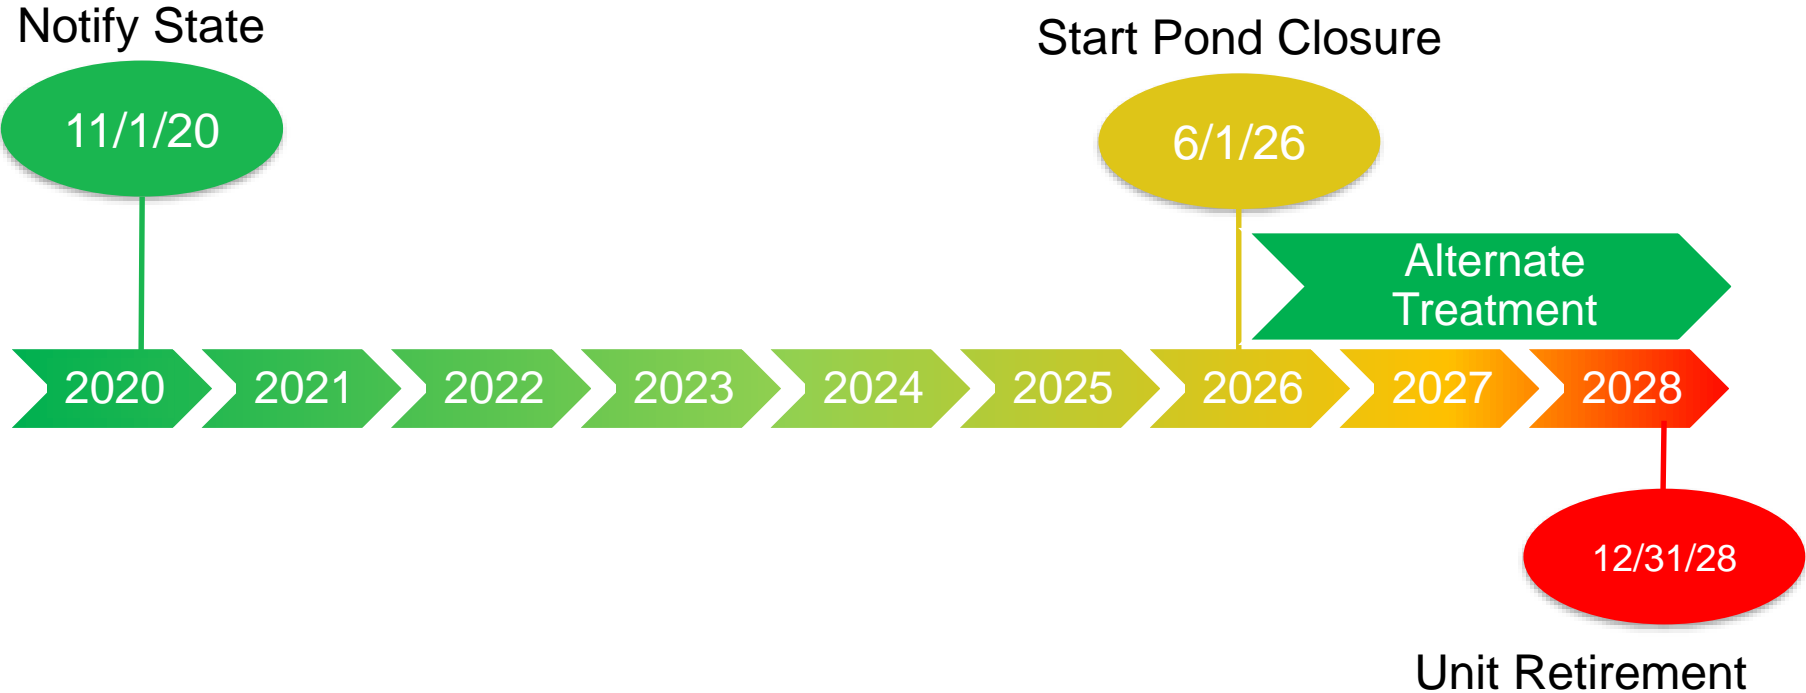 Notify State
11/1/20
Start Pond Closure
6/1/26
Alternate
Treatment
2020
2021
2022
2023
2024
2025
2026
2027
2028
12/31/28
Unit Retirement